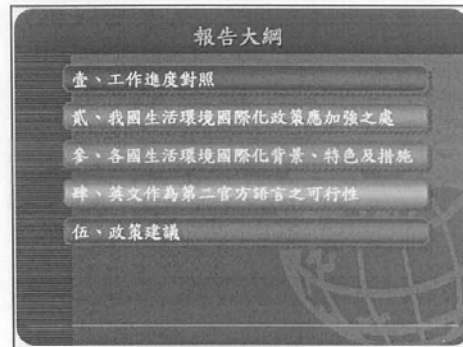 報告大綱
壹、工作進度對照
貳、我國生活環境國際化政策應加強之處
參、各國生活環境國際化背景、特色及措施
肆、英文作為第二官方語言之可行性
伍、政策建議